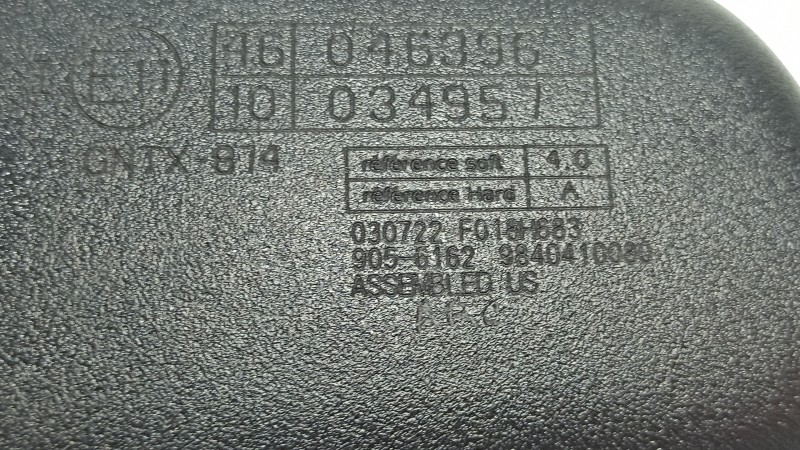 I E11 46 046396
10 034957
GNTX-874
référence soft 4.0
référence Hard A
030722 F018H683
905-6162 9840410080
ASSEMBLED US